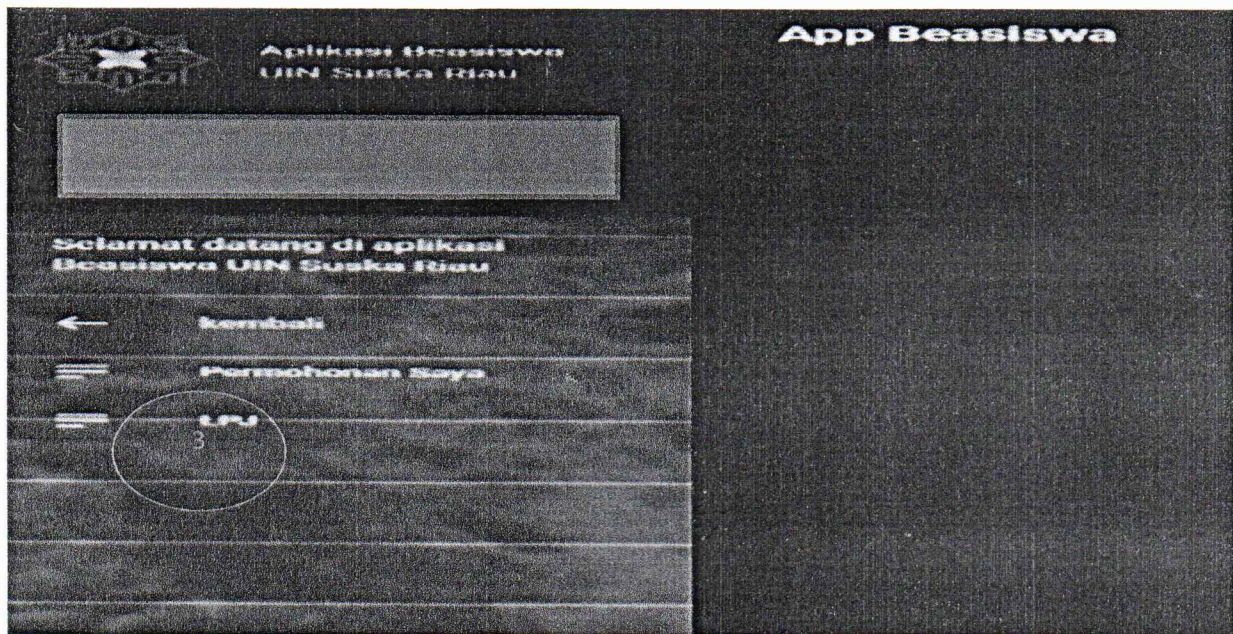 Aplikasi Beasiswa
UIN Suska Riau
App Beasiswa
Selamat datang di aplikasi
Beasiswa UIN Suska Riau
kembali
Permohonan Saya
LPJ
3